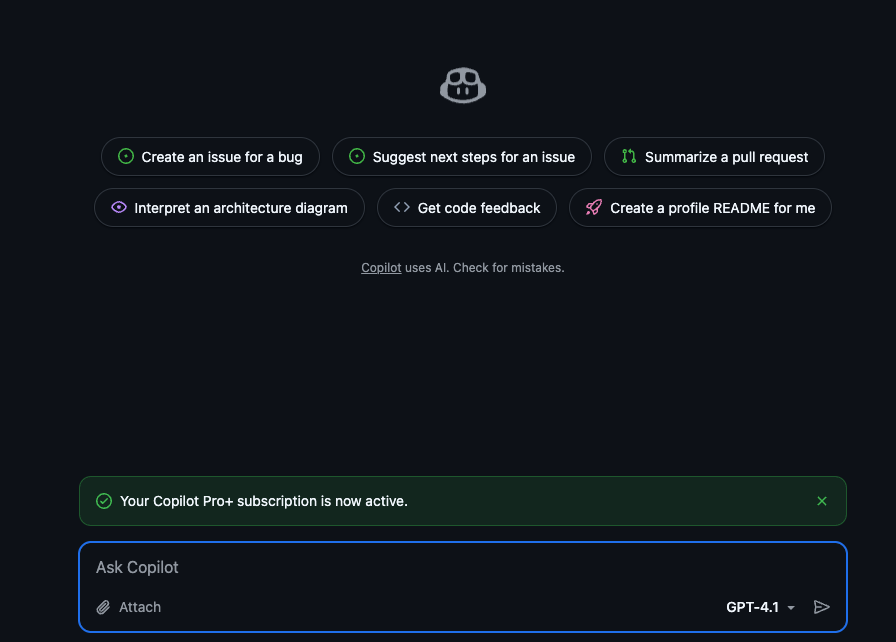 Create an issue for a bug
Suggest next steps for an issue
Summarize a pull request
Interpret an architecture diagram
Get code feedback
Create a profile README for me
Copilot uses AI. Check for mistakes.
Your Copilot Pro+ subscription is now active.
Ask Copilot
Attach
GPT-4.1